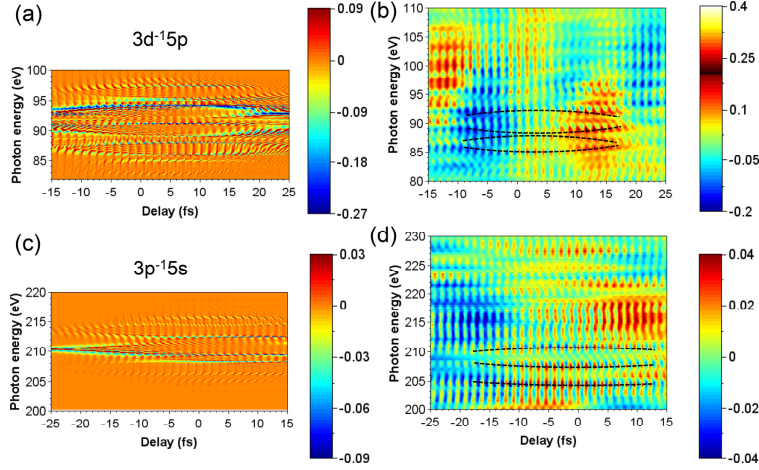 (a)
3d⁻¹5p
Photon energy (eV)
100
95
90
85
-15 -10 -5 0 5 10 15 20 25
Delay (fs)
0.09
0
-0.09
-0.18
-0.27
(b)
Photon energy (eV)
110
105
100
95
90
85
80
-15 -10 -5 0 5 10 15 20 25
Delay (fs)
0.4
0.25
0.1
-0.05
-0.2
(c)
3p⁻¹5s
Photon energy (eV)
220
215
210
205
200
-25 -20 -15 -10 -5 0 5 10 15
Delay (fs)
0.03
0
-0.03
-0.06
-0.09
(d)
Photon energy (eV)
230
225
220
215
210
205
200
-25 -20 -15 -10 -5 0 5 10 15
Delay (fs)
0.04
0.02
0
-0.02
-0.04